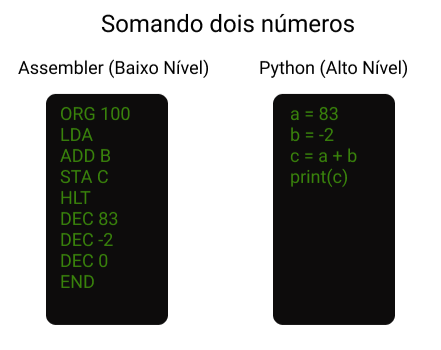 Somando dois números
Assembler (Baixo Nível)
ORG 100
LDA
ADD B
STA C
HLT
DEC 83
DEC -2
DEC 0
END
Python (Alto Nível)
a = 83
b = -2
c = a + b
print(c)